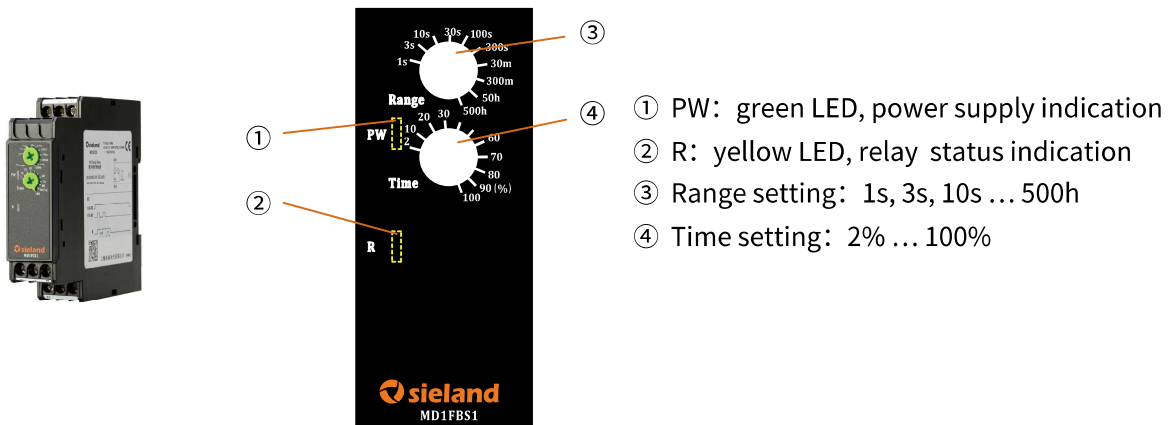 10s 30s 100s
3s 300s
1s 30m
300m
50h
Range 500h
①
PW
2 10 20 30 60
70
80
90 (%)
100
Time
②
R
③
④
sieland
MD1FBS1
① PW: green LED, power supply indication
② R: yellow LED, relay status indication
③ Range setting: 1s, 3s, 10s … 500h
④ Time setting: 2% … 100%
sieland